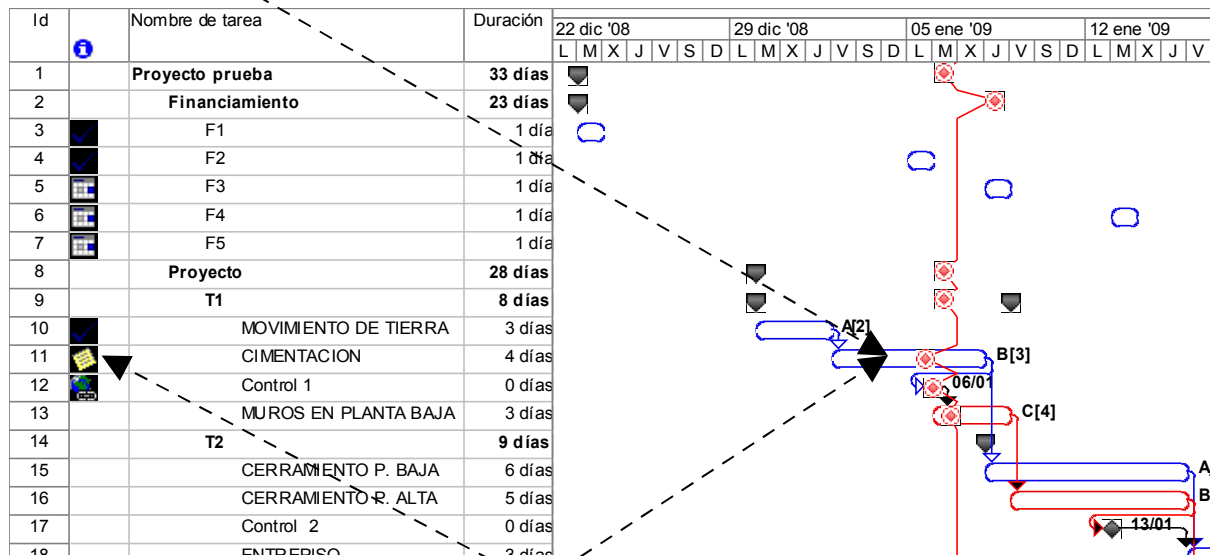 Id Nombre de tarea Duración 22 dic '08 29 dic '08 05 ene '09 12 ene '09
L M X J V S D L M X J V S D L M X J V S D L M X J V
1 Proyecto prueba 33 días
2 Financiamiento 23 días
3 F1 1 día
4 F2 1 día
5 F3 1 día
6 F4 1 día
7 F5 1 día
8 Proyecto 28 días
9 T1 8 días
10 MOVIMIENTO DE TIERRA 3 días A[2]
11 CIMENTACION 4 días B[3]
12 Control 1 0 días 06/01
13 MUROS EN PLANTA BAJA 3 días C[4]
14 T2 9 días
15 CERRAMIENTO P. BAJA 6 días A
16 CERRAMIENTO P. ALTA 5 días B
17 Control 2 0 días 13/01
18 ENTREPISO 3 días